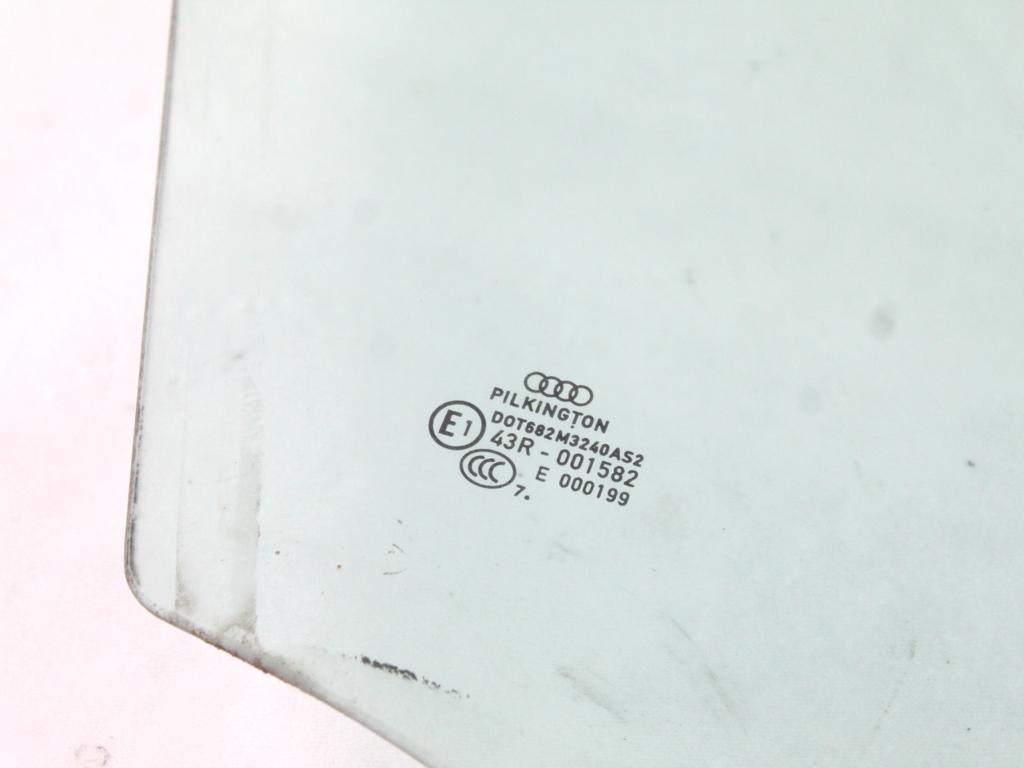 PILKINGTON
DOT682M3240AS2
E1 43R - 001582
CCC E 000199
7.